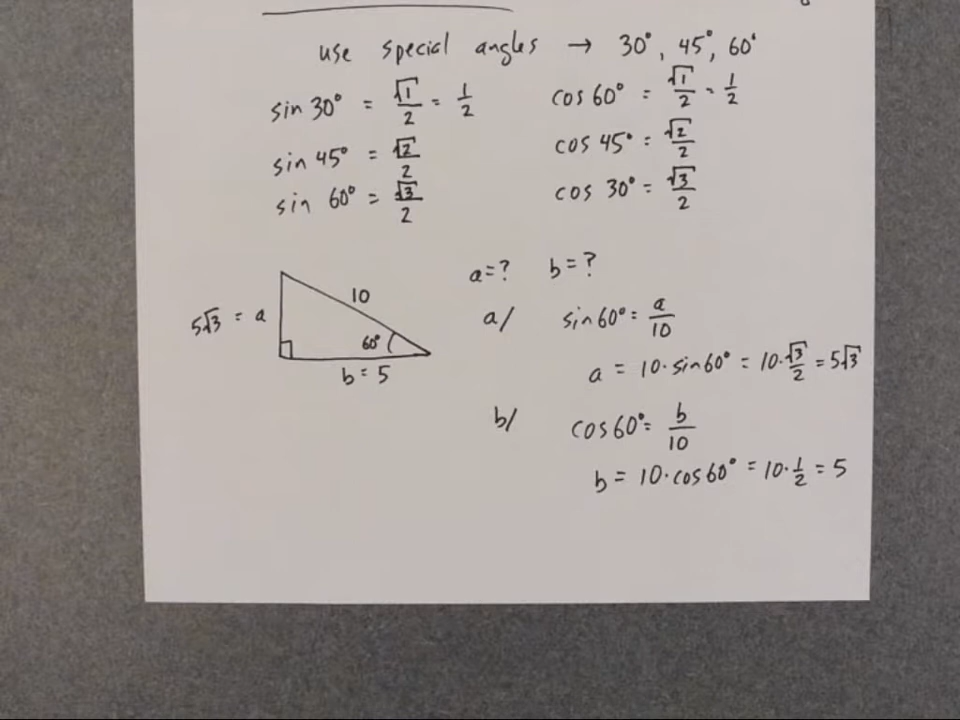 use special angles → 30°, 45°, 60°
sin 30° = √1/2 = 1/2
cos 60° = √1/2 = 1/2
sin 45° = √2/2
cos 45° = √2/2
sin 60° = √3/2
cos 30° = √3/2
a = ? b = ?
10
5√3 = a
60°
b = 5
a/ sin 60° = a/10
a = 10·sin 60° = 10·√3/2 = 5√3
b/ cos 60° = b/10
b = 10·cos 60° = 10·1/2 = 5